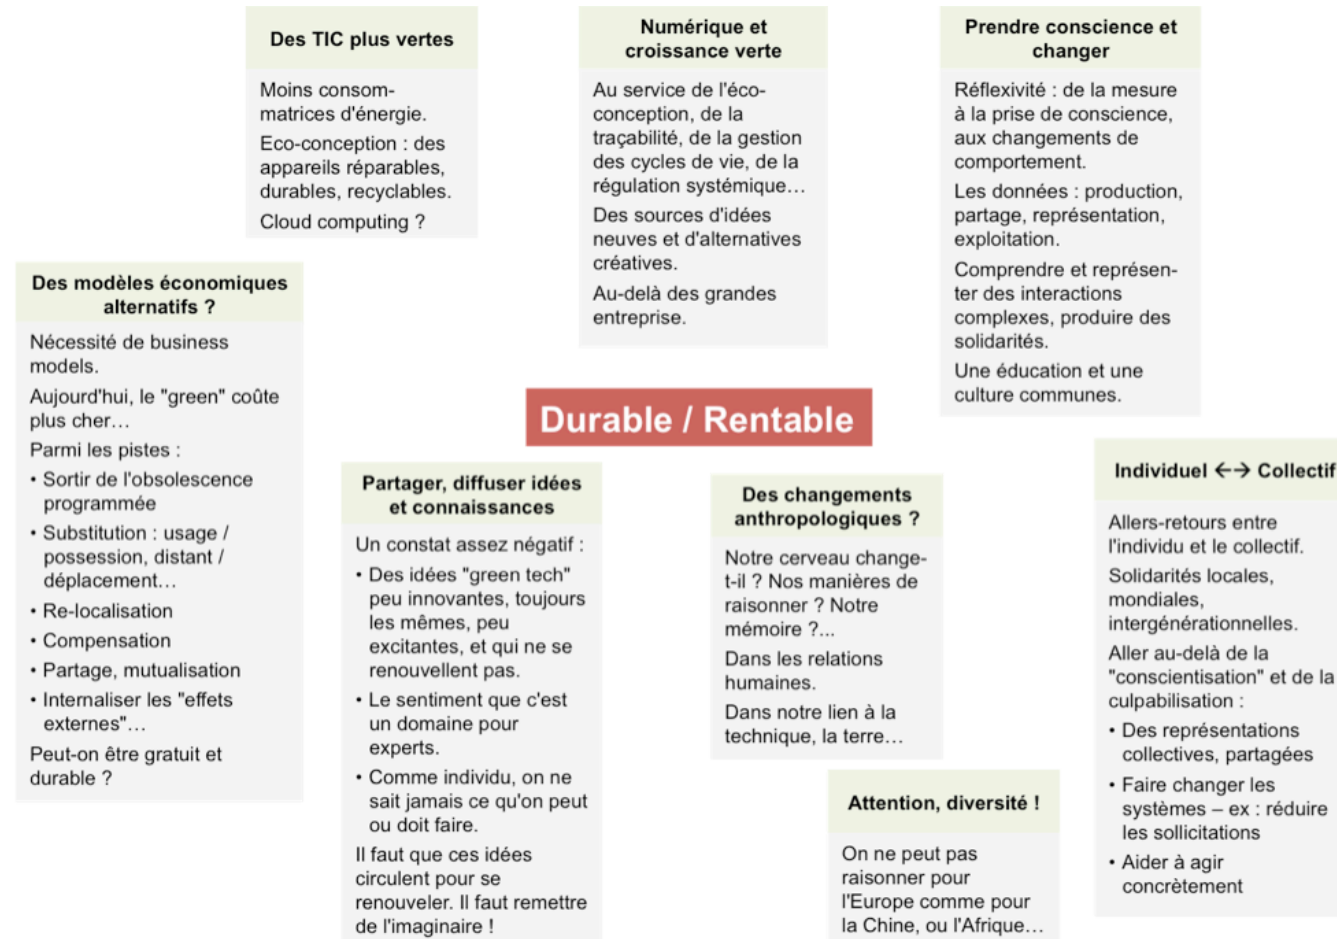 Des TIC plus vertes
Moins consom-
matrices d'énergie.
Eco-conception : des
appareils réparables,
durables, recyclables.
Cloud computing ?
Numérique et
croissance verte
Au service de l'éco-
conception, de la
traçabilité, de la gestion
des cycles de vie, de la
régulation systémique…
Des sources d'idées
neuves et d'alternatives
créatives.
Au-delà des grandes
entreprise.
Prendre conscience et
changer
Réflexivité : de la mesure
à la prise de conscience,
aux changements de
comportement.
Les données : production,
partage, représentation,
exploitation.
Comprendre et représen-
ter des interactions
complexes, produire des
solidarités.
Une éducation et une
culture communes.
Des modèles économiques
alternatifs ?
Nécessité de business
models.
Aujourd'hui, le "green" coûte
plus cher…
Parmi les pistes :
• Sortir de l'obsolescence
programmée
• Substitution : usage /
possession, distant /
déplacement…
• Re-localisation
• Compensation
• Partage, mutualisation
• Internaliser les "effets
externes"…
Peut-on être gratuit et
durable ?
Durable / Rentable
Partager, diffuser idées
et connaissances
Un constat assez négatif :
• Des idées "green tech"
peu innovantes, toujours
les mêmes, peu
excitantes, et qui ne se
renouvellent pas.
• Le sentiment que c'est
un domaine pour
experts.
• Comme individu, on ne
sait jamais ce qu'on peut
ou doit faire.
Il faut que ces idées
circulent pour se
renouveler. Il faut remettre
de l'imaginaire !
Des changements
anthropologiques ?
Notre cerveau change-
t-il ? Nos manières de
raisonner ? Notre
mémoire ?...
Dans les relations
humaines.
Dans notre lien à la
technique, la terre…
Individuel ←→ Collectif
Allers-retours entre
l'individu et le collectif.
Solidarités locales,
mondiales,
intergénérationnelles.
Aller au-delà de la
"conscientisation" et de la
culpabilisation :
• Des représentations
collectives, partagées
• Faire changer les
systèmes – ex : réduire
les sollicitations
• Aider à agir
concrètement
Attention, diversité !
On ne peut pas
raisonner pour
l'Europe comme pour
la Chine, ou l'Afrique…